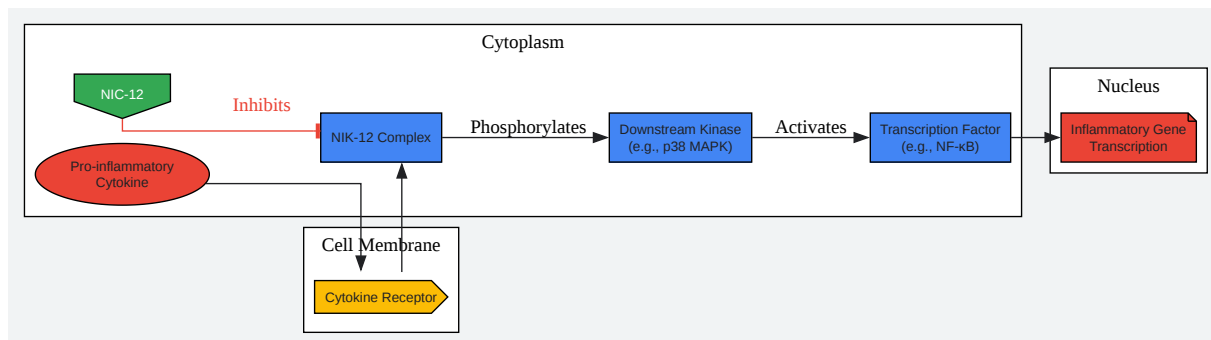 Cytoplasm
NIC-12
Inhibits
NIK-12 Complex
Phosphorylates
Downstream Kinase
(e.g., p38 MAPK)
Activates
Transcription Factor
(e.g., NF-κB)
Nucleus
Inflammatory Gene
Transcription
Pro-inflammatory
Cytokine
Cell Membrane
Cytokine Receptor